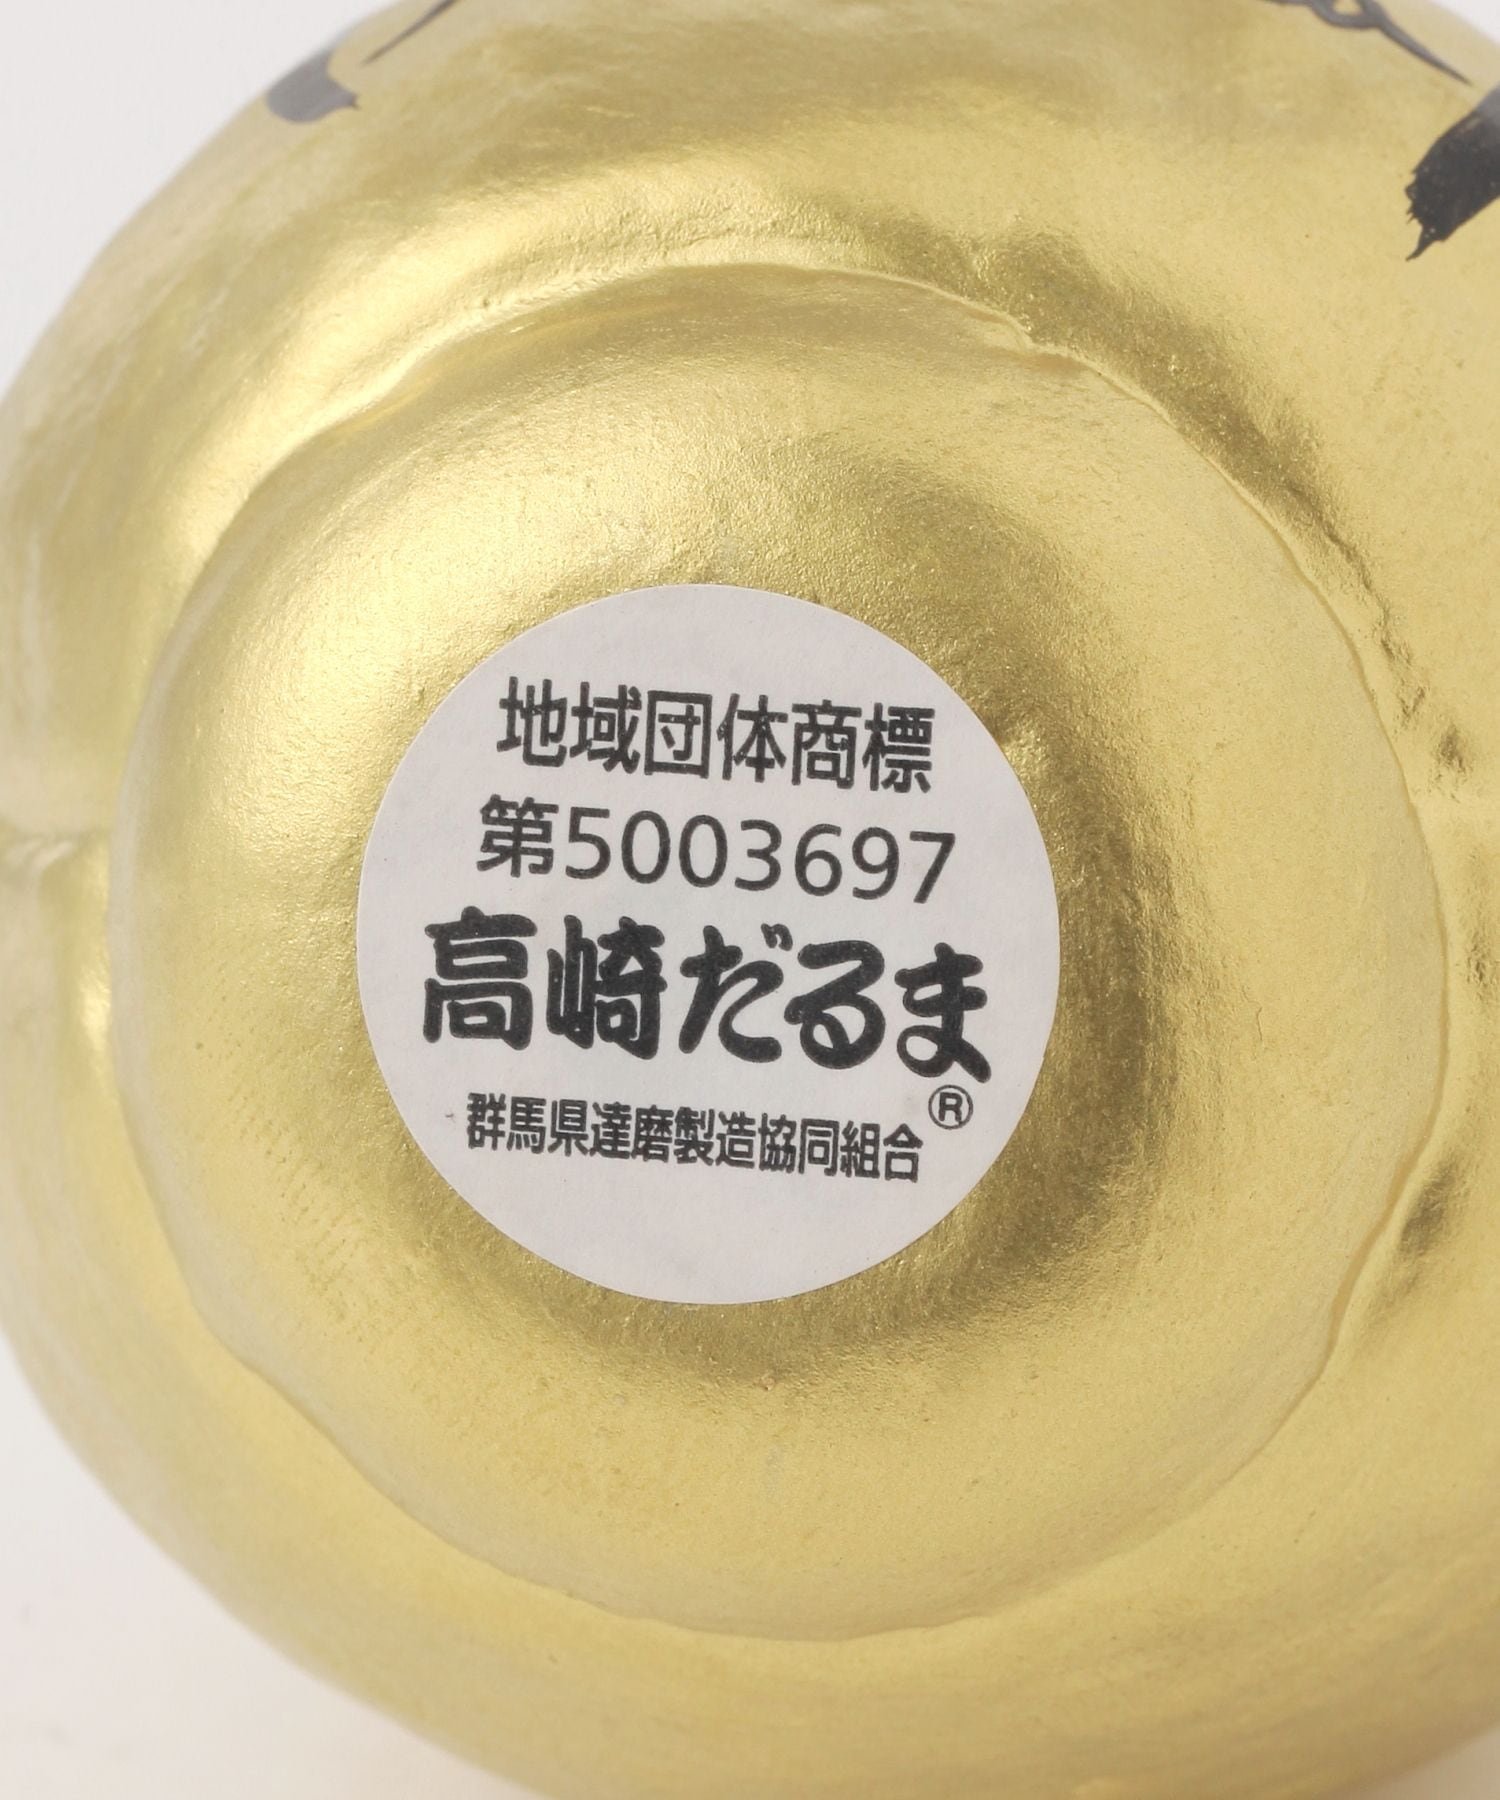 地域団体商標
第5003697
高崎だるま
®
群馬県達磨製造協同組合